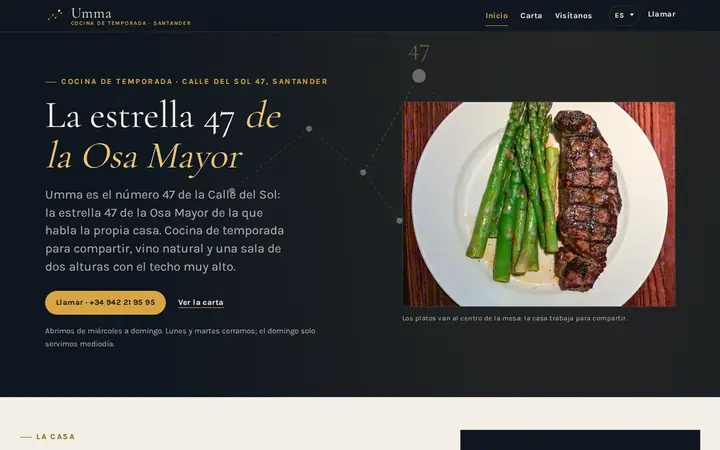 Umma
COCINA DE TEMPORADA · SANTANDER
Inicio
Carta
Visítanos
ES
Llamar
47
COCINA DE TEMPORADA · CALLE DEL SOL 47, SANTANDER
La estrella 47 de
la Osa Mayor
Umma es el número 47 de la Calle del Sol:
la estrella 47 de la Osa Mayor de la que
habla la propia casa. Cocina de temporada
para compartir, vino natural y una sala de
dos alturas con el techo muy alto.
Llamar · +34 942 21 95 95
Ver la carta
Abrimos de miércoles a domingo. Lunes y martes cerramos; el domingo solo
servimos mediodía.
Los platos van al centro de la mesa: la casa trabaja para compartir.
LA CASA